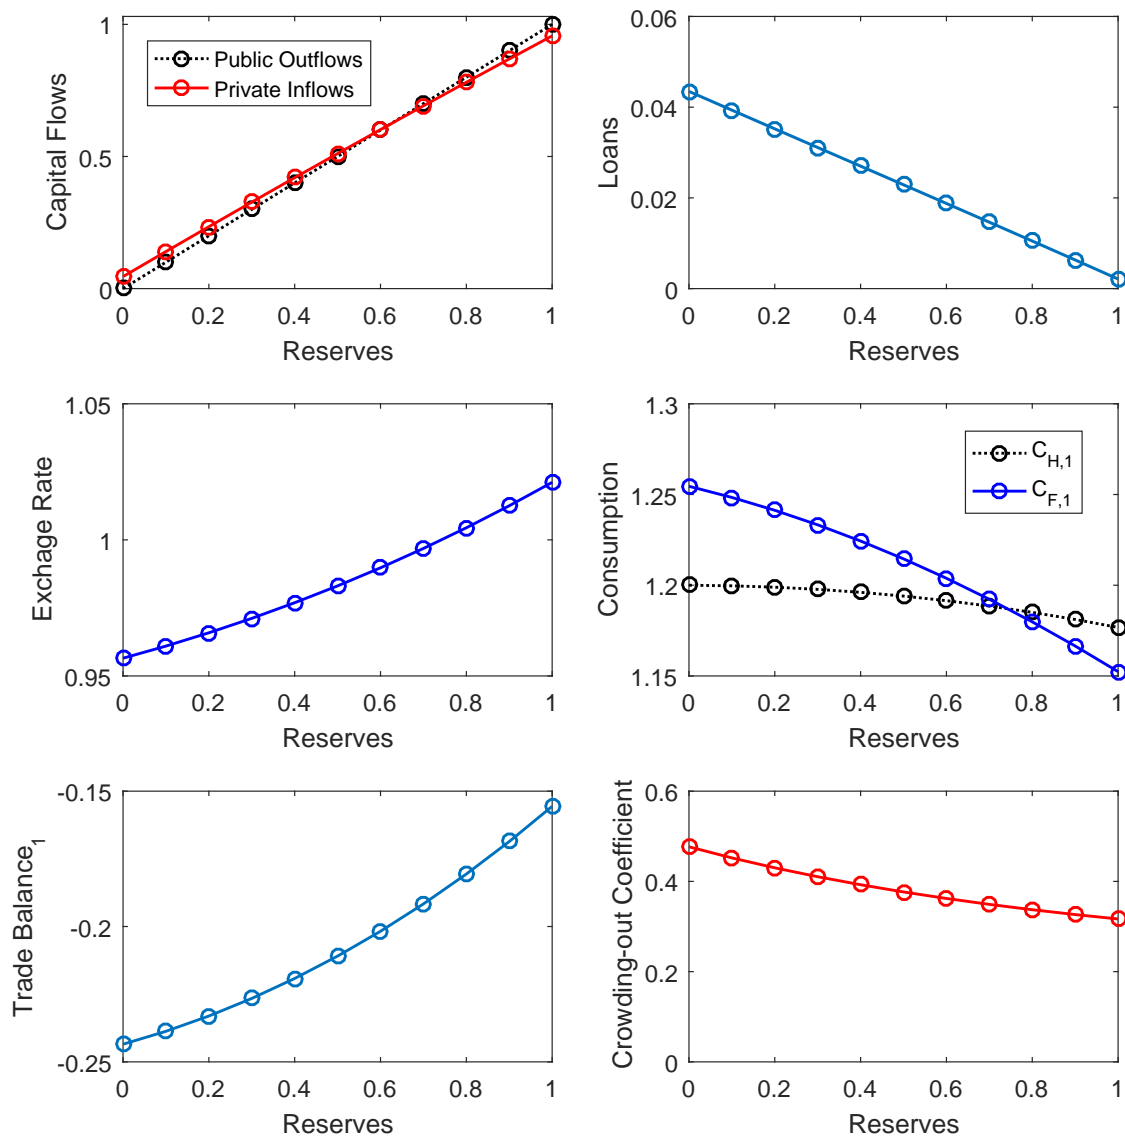 Capital Flows
1
0.5
0
Public Outflows
Private Inflows
0 0.2 0.4 0.6 0.8 1
Reserves
Loans
0.06
0.04
0.02
0
0 0.2 0.4 0.6 0.8 1
Reserves
Exchage Rate
1.05
1
0.95
0 0.2 0.4 0.6 0.8 1
Reserves
Consumption
1.3
1.25
1.2
1.15
C_{H,1}
C_{F,1}
0 0.2 0.4 0.6 0.8 1
Reserves
Trade Balance_1
-0.15
-0.2
-0.25
0 0.2 0.4 0.6 0.8 1
Reserves
Crowding-out Coefficient
0.6
0.4
0.2
0
0 0.2 0.4 0.6 0.8 1
Reserves